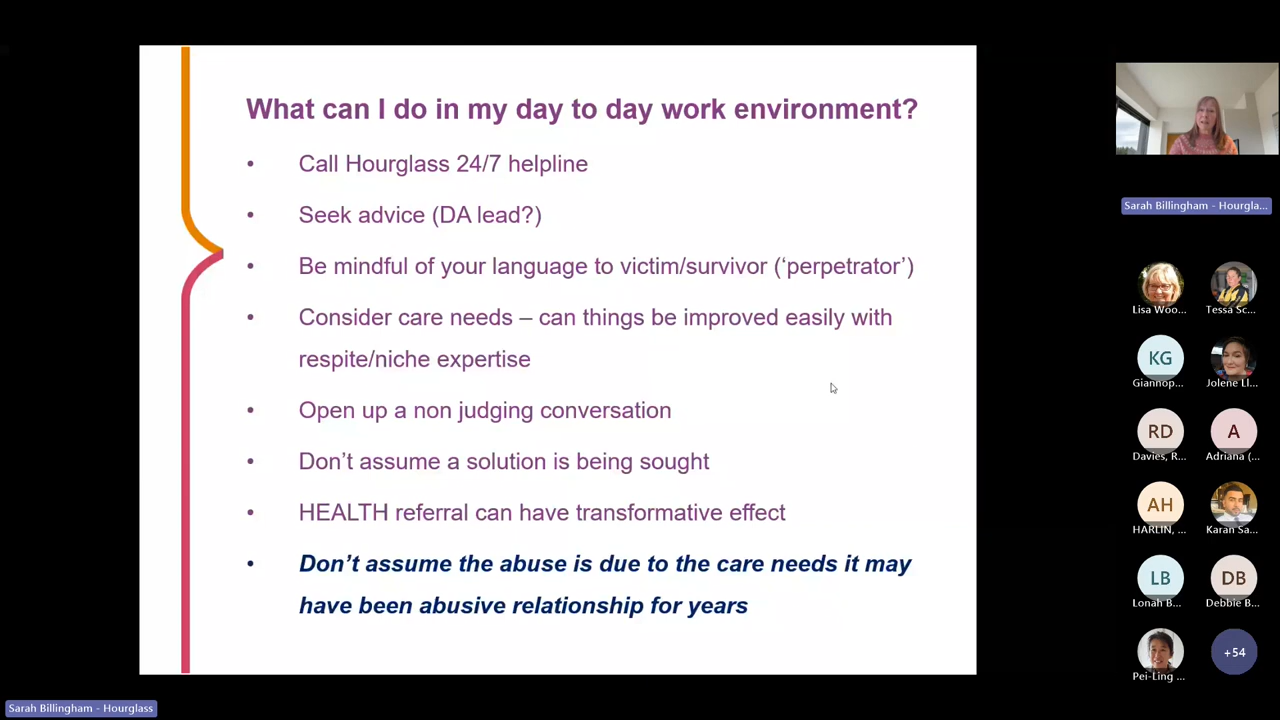 What can I do in my day to day work environment?
• Call Hourglass 24/7 helpline
• Seek advice (DA lead?)
• Be mindful of your language to victim/survivor (‘perpetrator’)
• Consider care needs – can things be improved easily with
respite/niche expertise
• Open up a non judging conversation
• Don’t assume a solution is being sought
• HEALTH referral can have transformative effect
• Don’t assume the abuse is due to the care needs it may
have been abusive relationship for years
Sarah Billingham - Hourgla...
Lisa Woo...
Tessa Sc...
KG
Giannop...
Jolene Ll...
RD
Davies, R...
A
Adriana (...
AH
HARLIN, ...
Karan Sa...
LB
Lonah B...
DB
Debbie B...
Pei-Ling ...
+54
Sarah Billingham - Hourglass